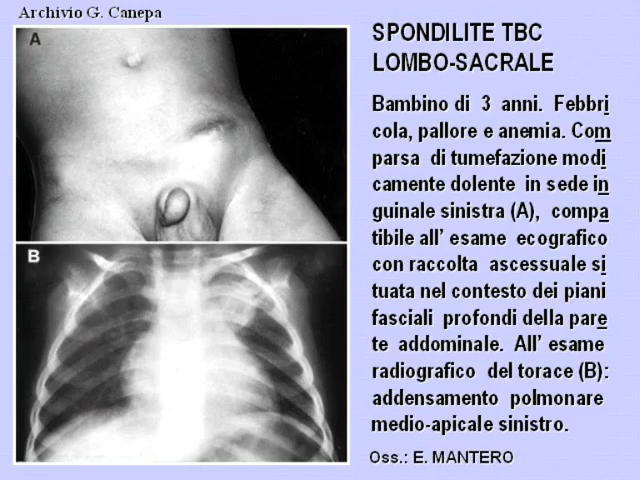 Archivio G. Canepa
A
SPONDILITE TBC
LOMBO-SACRALE
Bambino di 3 anni. Febbri
cola, pallore e anemia. Com
parsa di tumefazione modi
camente dolente in sede in
guinale sinistra (A), compa
tibile all' esame ecografico
con raccolta ascessuale si
tuata nel contesto dei piani
fasciali profondi della pare
te addominale. All' esame
radiografico del torace (B):
addensamento polmonare
medio-apicale sinistro.
Oss.: E. MANTERO
B